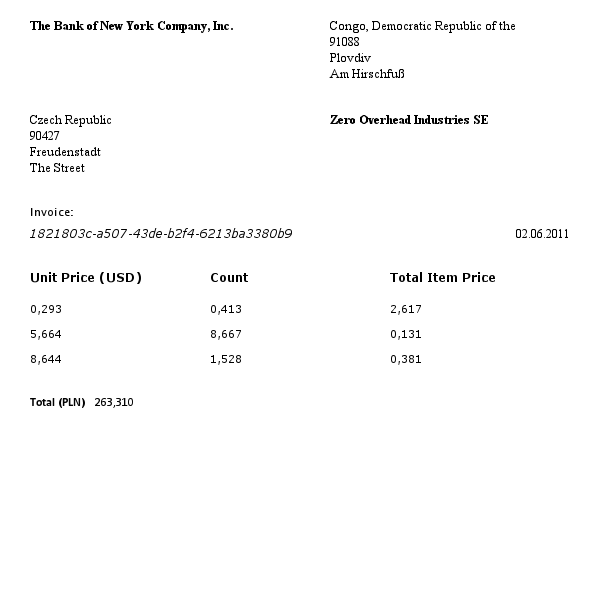 The Bank of New York Company, Inc.
Congo, Democratic Republic of the
91088
Plovdiv
Am Hirschfuß
Czech Republic
90427
Freudenstadt
The Street
Zero Overhead Industries SE
Invoice:
1821803c-a507-43de-b2f4-6213ba3380b9 02.06.2011
Unit Price (USD) Count Total Item Price
0,293 0,413 2,617
5,664 8,667 0,131
8,644 1,528 0,381
Total (PLN) 263,310